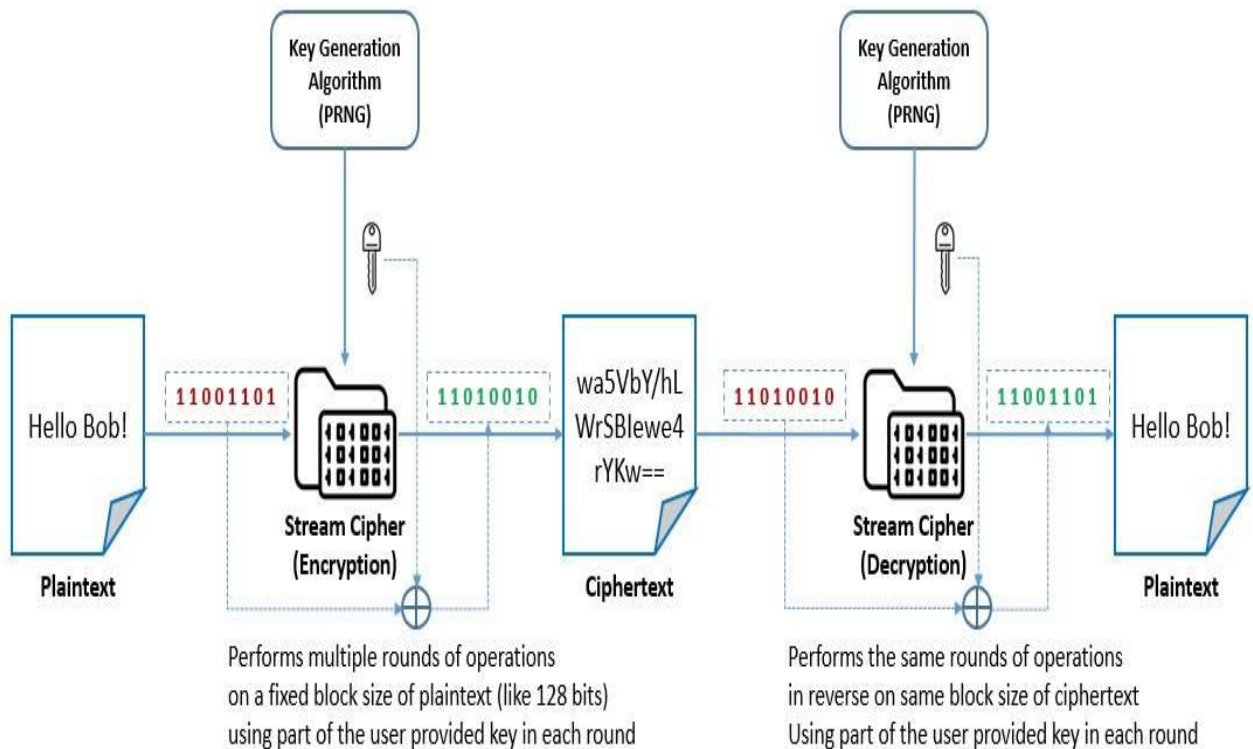 Key Generation
Algorithm
(PRNG)
Key Generation
Algorithm
(PRNG)
Hello Bob!
11001101
11010010
wa5VbY/hL
WrSBIewe4
rYKw==
11010010
11001101
Hello Bob!
Plaintext
Stream Cipher
(Encryption)
Ciphertext
Stream Cipher
(Decryption)
Plaintext
Performs multiple rounds of operations
on a fixed block size of plaintext (like 128 bits)
using part of the user provided key in each round
Performs the same rounds of operations
in reverse on same block size of ciphertext
Using part of the user provided key in each round